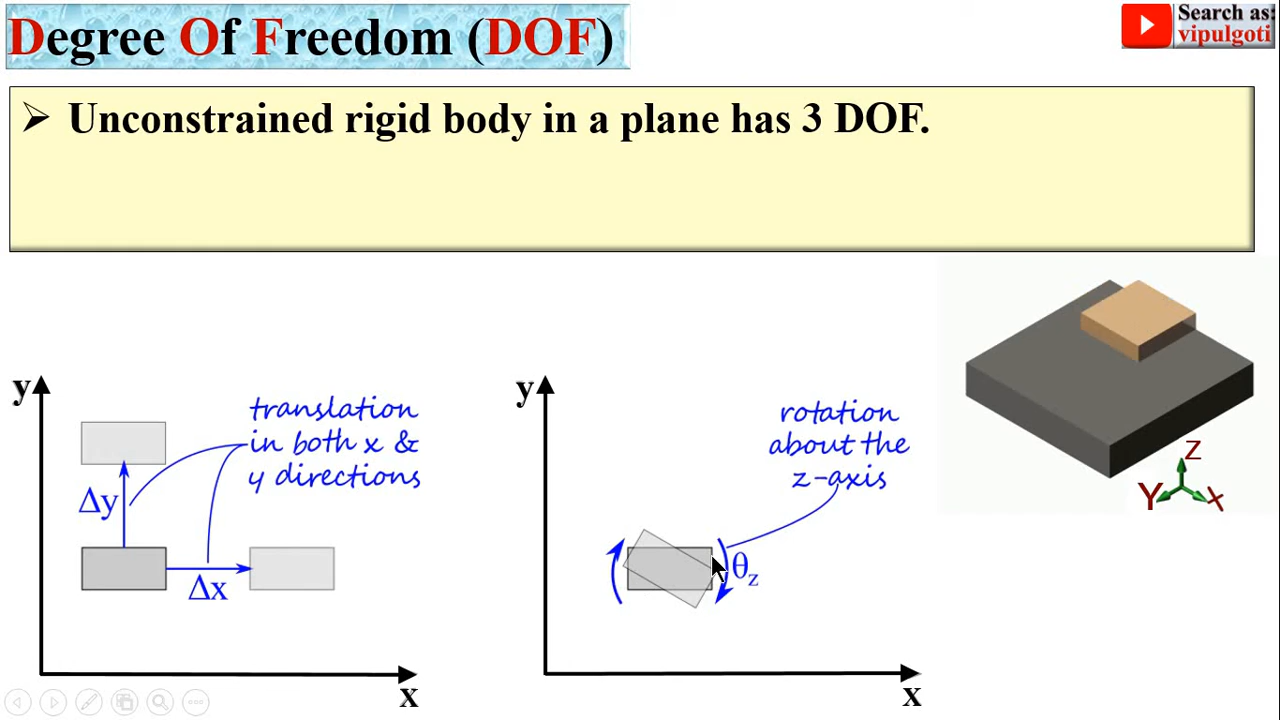 Degree Of Freedom (DOF)
Search as:
vipulgoti
➢ Unconstrained rigid body in a plane has 3 DOF.
y
translation
in both x &
y directions
Δy
Δx
x
y
rotation
about the
z-axis
θz
x
Z
Y
X